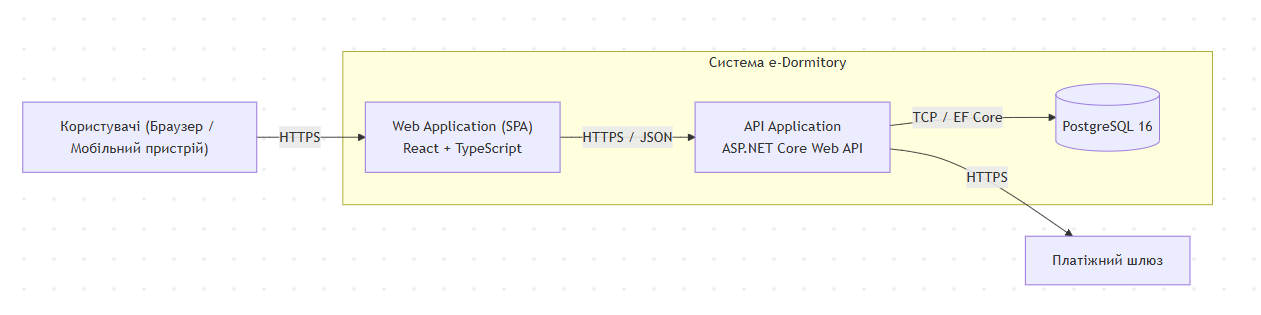 Система e-Dormitory
Користувачі (Браузер /
Мобільний пристрій)
HTTPS
Web Application (SPA)
React + TypeScript
HTTPS / JSON
API Application
ASP.NET Core Web API
TCP / EF Core
PostgreSQL 16
HTTPS
Платіжний шлюз